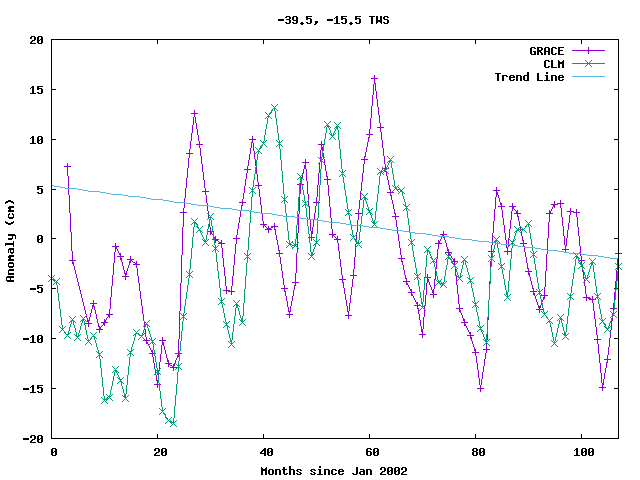 -39.5, -15.5 TWS
20
15
10
5
0
-5
-10
-15
-20
Anomaly (cm)
GRACE
CLM
Trend Line
0 20 40 60 80 100
Months since Jan 2002